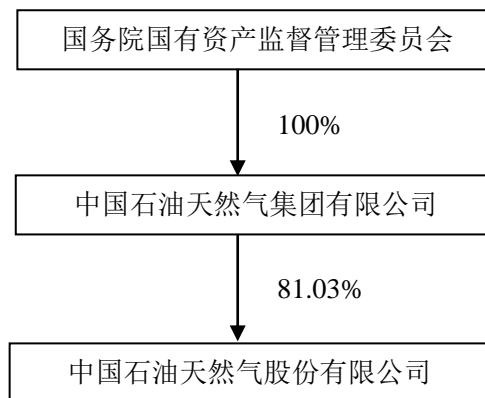 国务院国有资产监督管理委员会
100%
中国石油天然气集团有限公司
81.03%
中国石油天然气股份有限公司